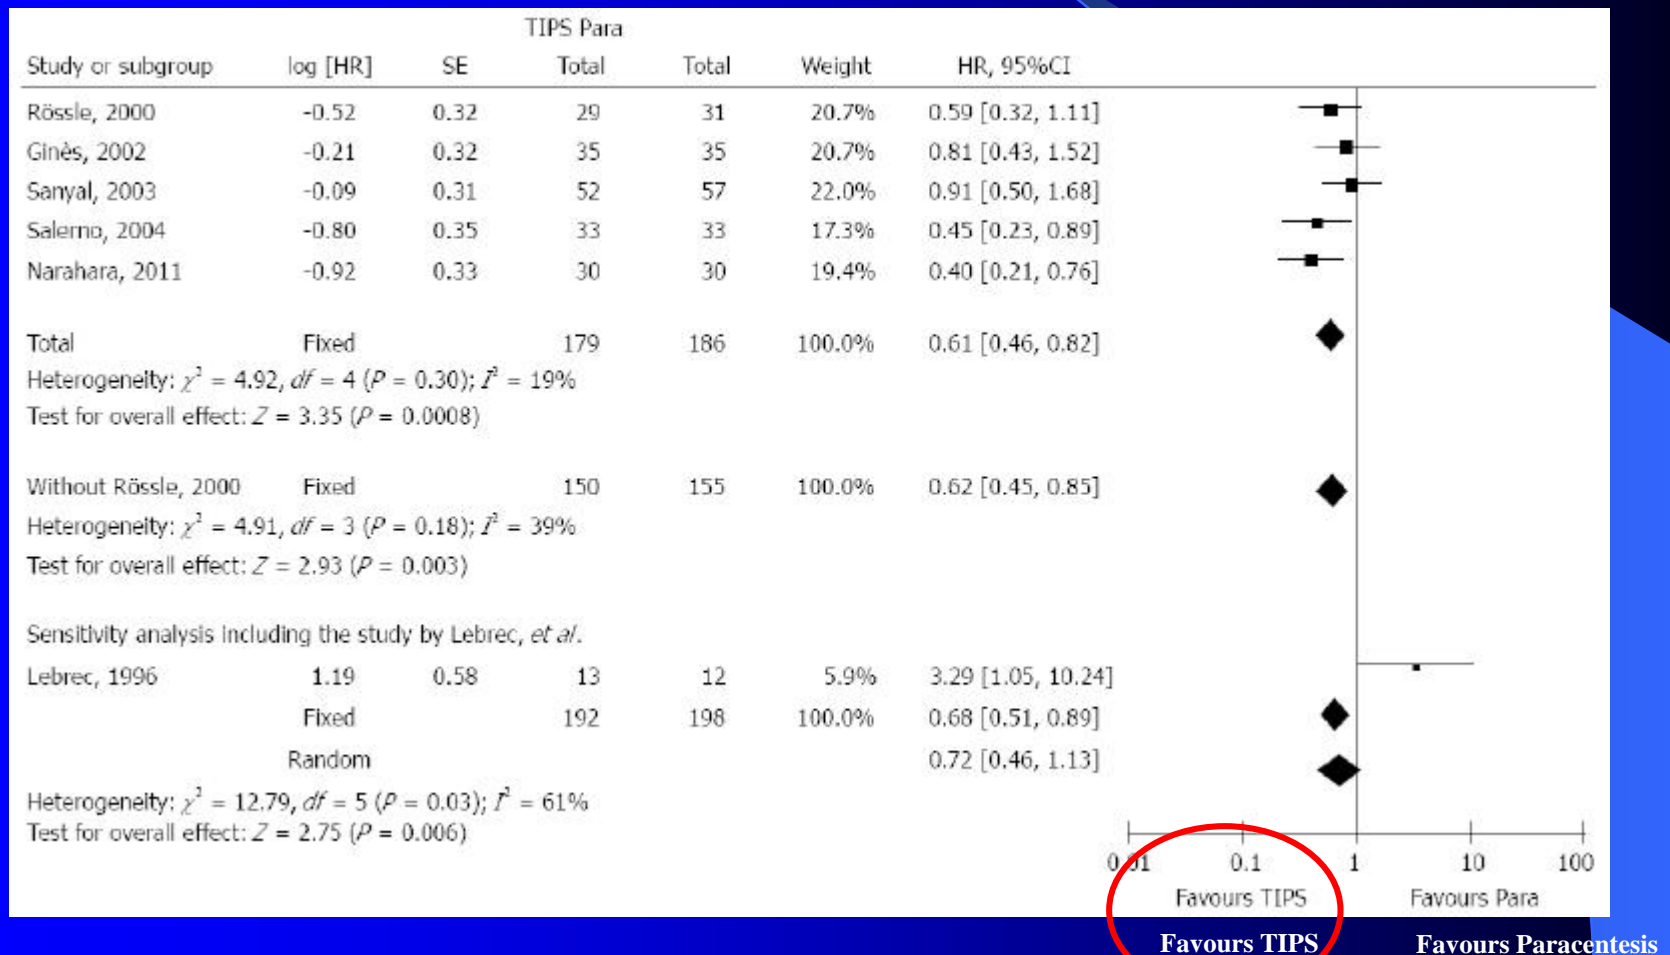 TIPS Para
Study or subgroup log [HR] SE Total Total Weight HR, 95%CI
Rössle, 2000 -0.52 0.32 29 31 20.7% 0.59 [0.32, 1.11]
Ginès, 2002 -0.21 0.32 35 35 20.7% 0.81 [0.43, 1.52]
Sanyal, 2003 -0.09 0.31 52 57 22.0% 0.91 [0.50, 1.68]
Salerno, 2004 -0.80 0.35 33 33 17.3% 0.45 [0.23, 0.89]
Narahara, 2011 -0.92 0.33 30 30 19.4% 0.40 [0.21, 0.76]
Total Fixed 179 186 100.0% 0.61 [0.46, 0.82]
Heterogeneity: χ² = 4.92, df = 4 (P = 0.30); I² = 19%
Test for overall effect: Z = 3.35 (P = 0.0008)
Without Rössle, 2000 Fixed 150 155 100.0% 0.62 [0.45, 0.85]
Heterogeneity: χ² = 4.91, df = 3 (P = 0.18); I² = 39%
Test for overall effect: Z = 2.93 (P = 0.003)
Sensitivity analysis including the study by Lebrec, et al.
Lebrec, 1996 1.19 0.58 13 12 5.9% 3.29 [1.05, 10.24]
Fixed 192 198 100.0% 0.68 [0.51, 0.89]
Random 0.72 [0.46, 1.13]
Heterogeneity: χ² = 12.79, df = 5 (P = 0.03); I² = 61%
Test for overall effect: Z = 2.75 (P = 0.006)
0.01 0.1 1 10 100
Favours TIPS Favours Para
Favours TIPS Favours Paracentesis